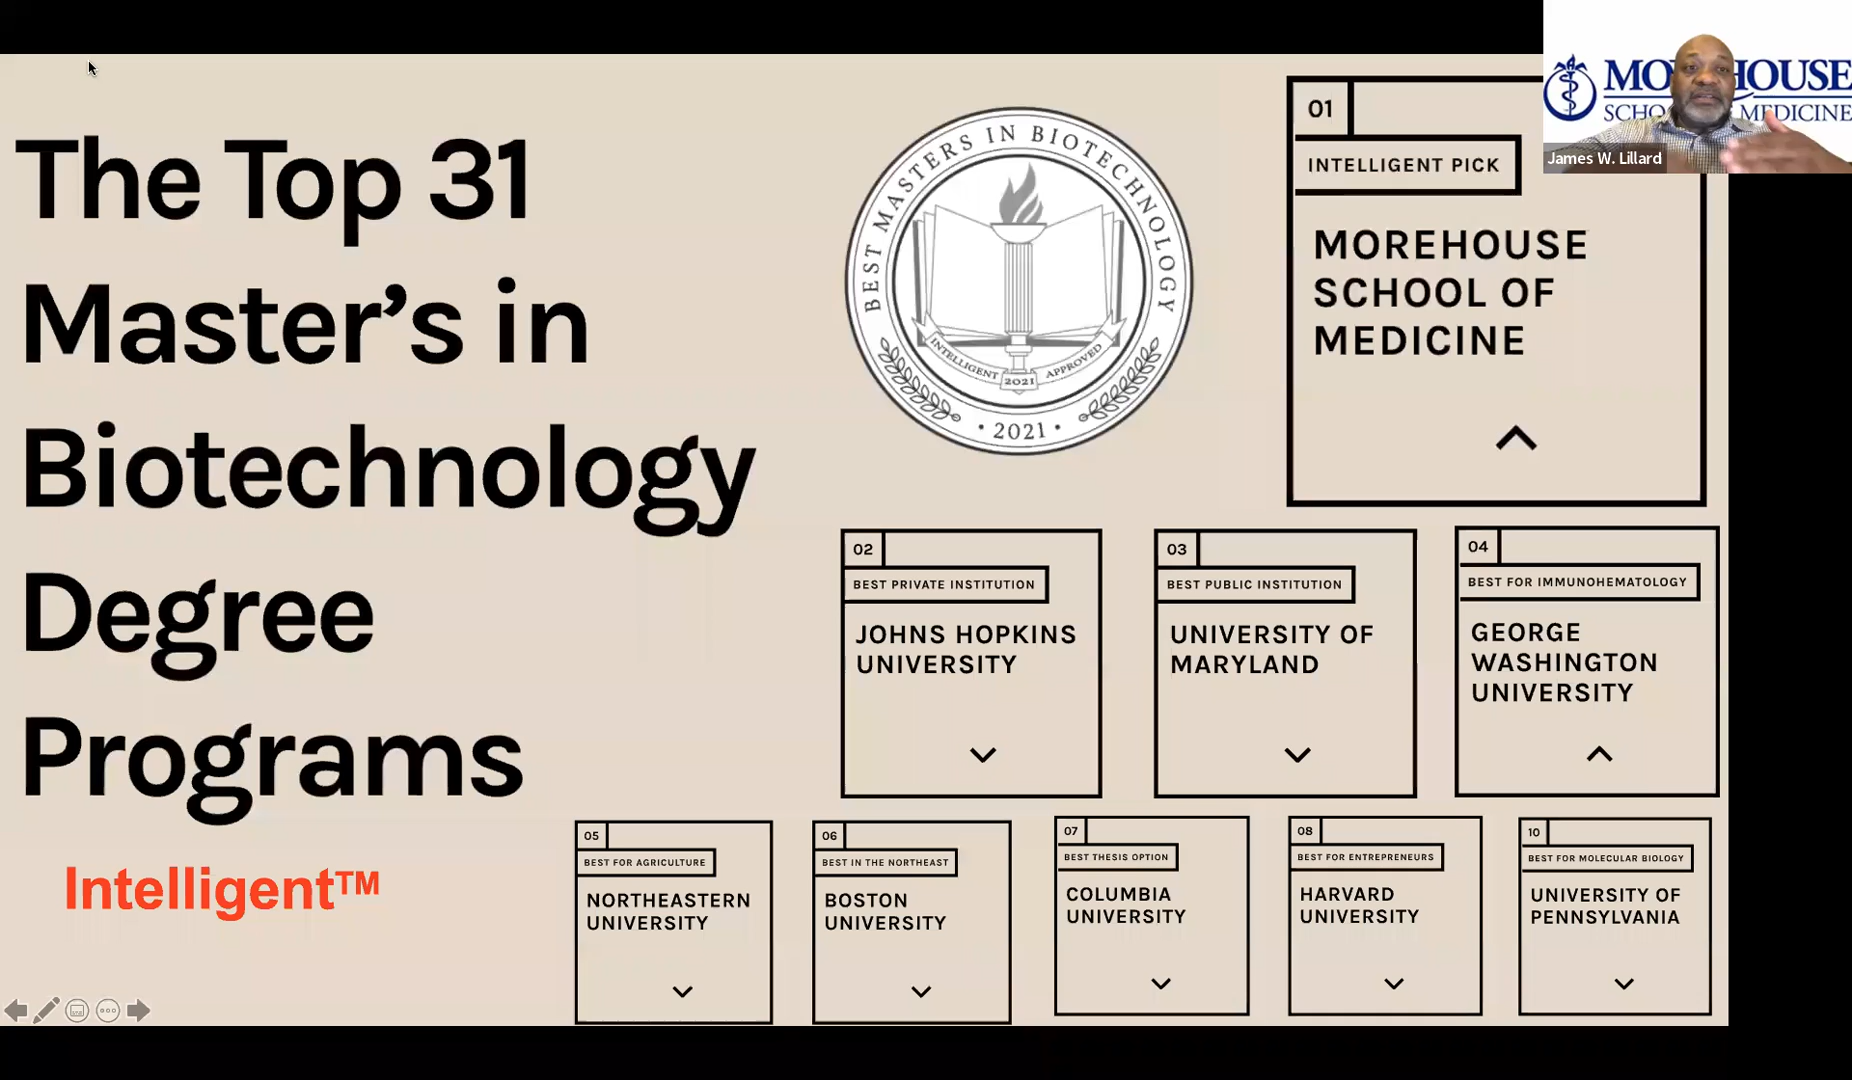 The Top 31
Master's in
Biotechnology
Degree
Programs
Intelligent™
BEST MASTERS IN BIOTECHNOLOGY
INTELLIGENT 2021 APPROVED
• 2021 •
01
INTELLIGENT PICK
MOREHOUSE
SCHOOL OF
MEDICINE
MEDICINE
James W. Lillard
02
BEST PRIVATE INSTITUTION
JOHNS HOPKINS
UNIVERSITY
03
BEST PUBLIC INSTITUTION
UNIVERSITY OF
MARYLAND
04
BEST FOR IMMUNOHEMATOLOGY
GEORGE
WASHINGTON
UNIVERSITY
05
BEST FOR AGRICULTURE
NORTHEASTERN
UNIVERSITY
06
BEST IN THE NORTHEAST
BOSTON
UNIVERSITY
07
BEST THESIS OPTION
COLUMBIA
UNIVERSITY
08
BEST FOR ENTREPRENEURS
HARVARD
UNIVERSITY
10
BEST FOR MOLECULAR BIOLOGY
UNIVERSITY OF
PENNSYLVANIA